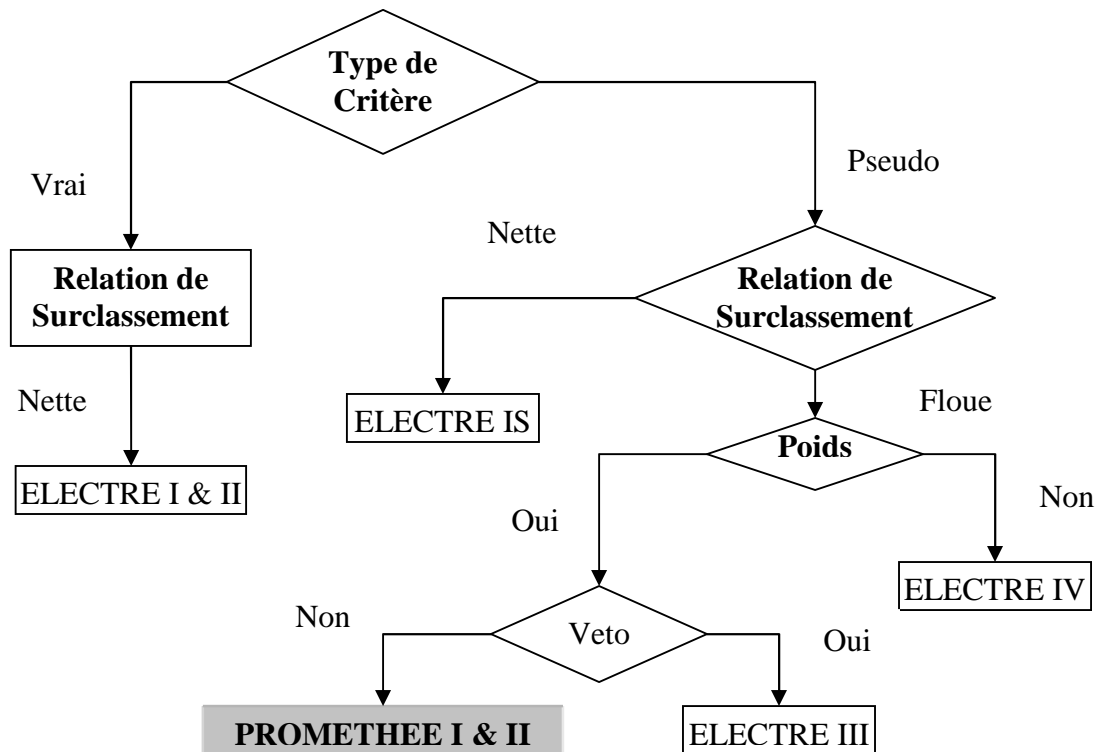 Type de
Critère
Vrai
Pseudo
Nette
Relation de
Surclassement
Relation de
Surclassement
Nette
ELECTRE IS
Floue
Poids
ELECTRE I & II
Oui
Non
ELECTRE IV
Non
Veto
Oui
PROMETHEE I & II
ELECTRE III